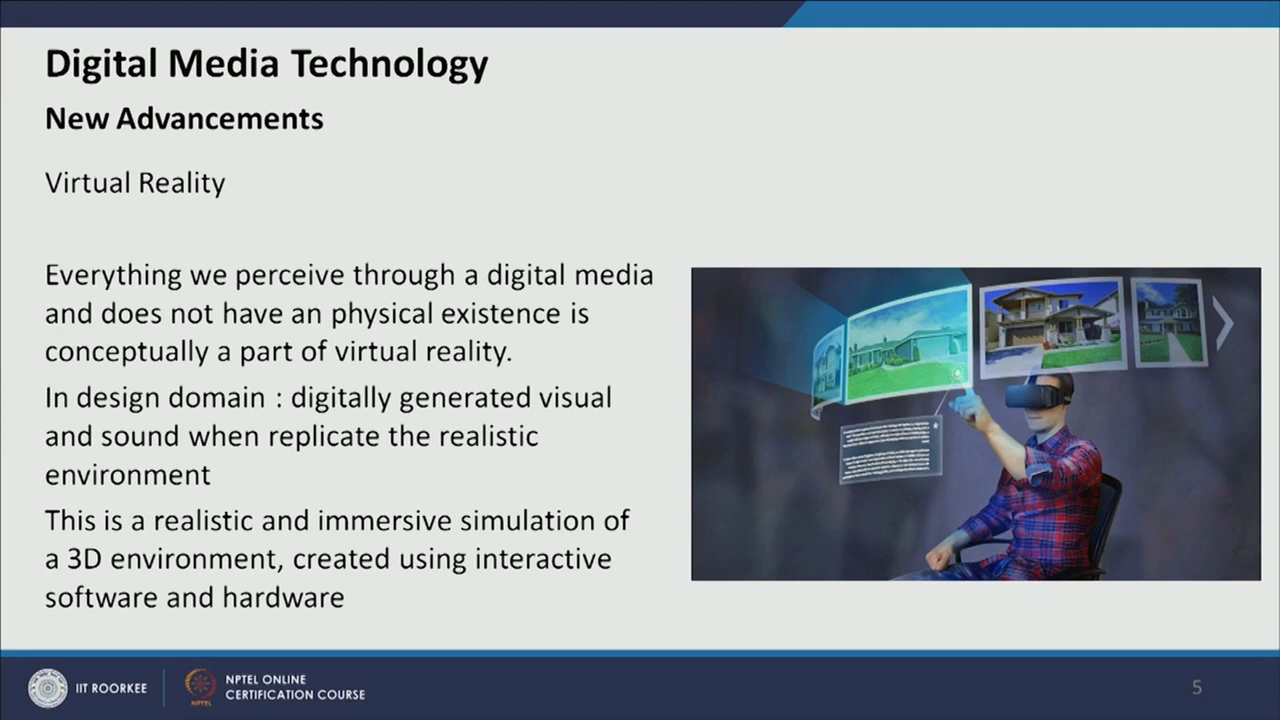 Digital Media Technology
New Advancements
Virtual Reality
Everything we perceive through a digital media
and does not have an physical existence is
conceptually a part of virtual reality.
In design domain : digitally generated visual
and sound when replicate the realistic
environment
This is a realistic and immersive simulation of
a 3D environment, created using interactive
software and hardware
IIT ROORKEE
NPTEL
NPTEL ONLINE
CERTIFICATION COURSE
5